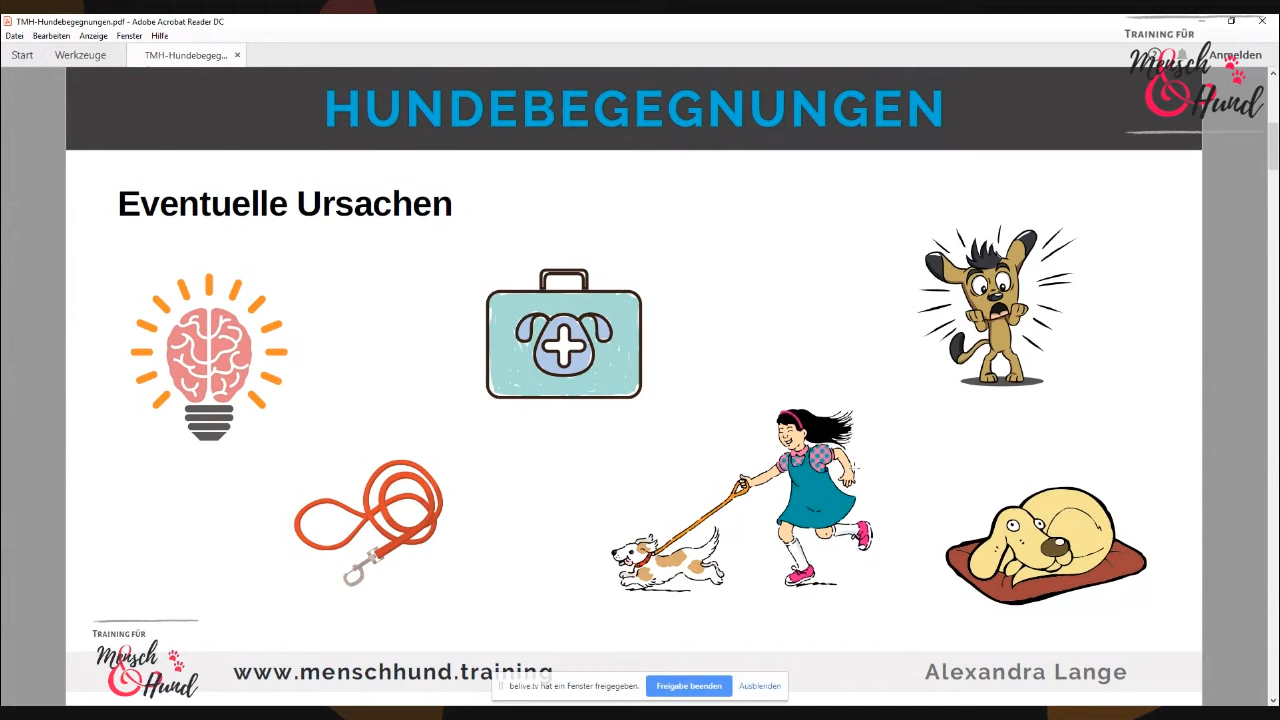 TMH-Hundebegegnungen.pdf - Adobe Acrobat Reader DC
Datei Bearbeiten Anzeige Fenster Hilfe
Start Werkzeuge TMH-Hundebegeg... × Anmelden
TRAINING FÜR
Mensch
& Hund
HUNDEBEGEGNUNGEN
Eventuelle Ursachen
TRAINING FÜR
Mensch
& Hund
www.menschhund.training
Alexandra Lange
belive.tv hat ein Fenster freigegeben. Freigabe beenden Ausblenden